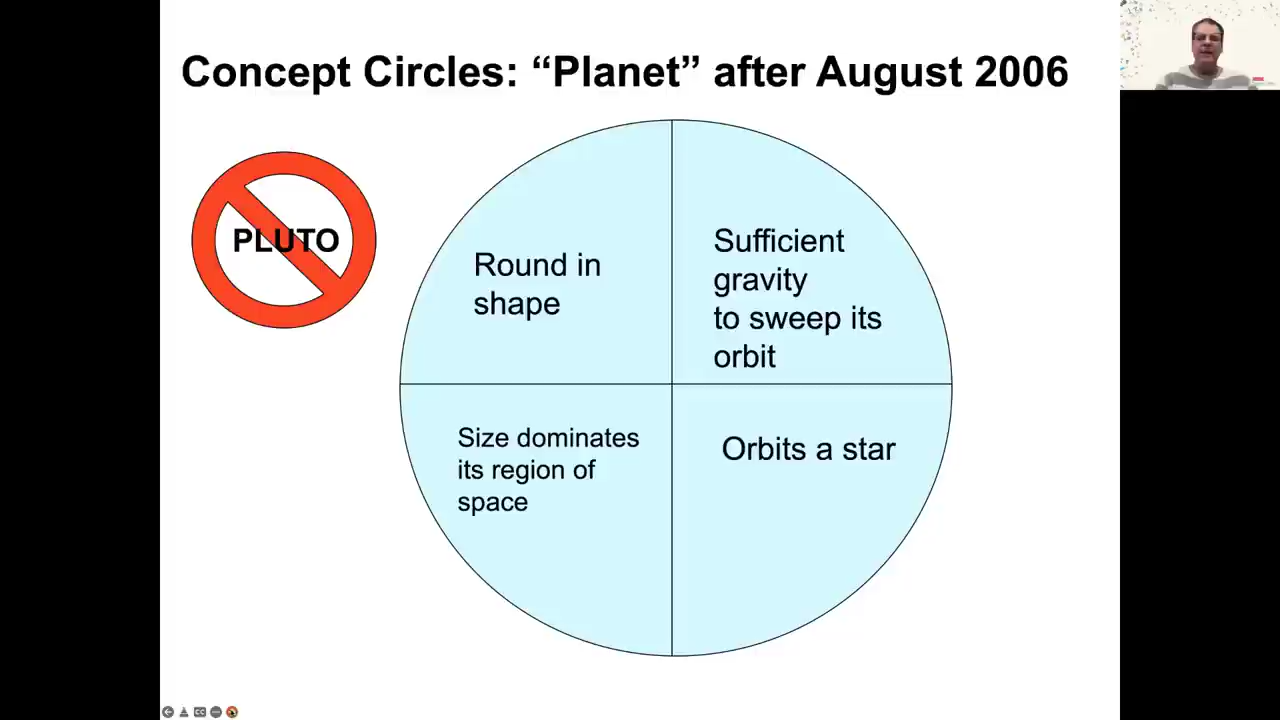 Concept Circles: “Planet” after August 2006
PLUTO
Round in
shape
Sufficient
gravity
to sweep its
orbit
Size dominates
its region of
space
Orbits a star